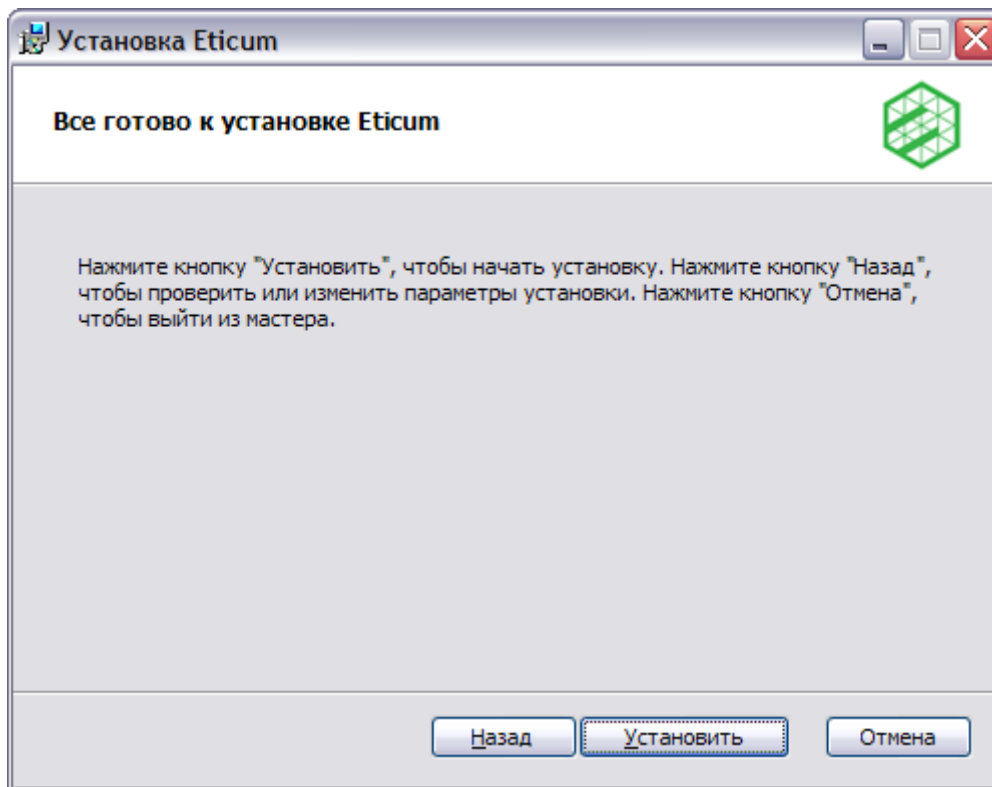 Установка Eticum
Все готово к установке Eticum
Нажмите кнопку "Установить", чтобы начать установку. Нажмите кнопку "Назад",
чтобы проверить или изменить параметры установки. Нажмите кнопку "Отмена",
чтобы выйти из мастера.
Назад
Установить
Отмена